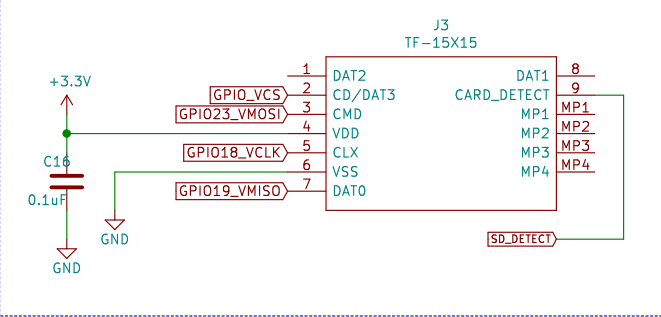 J3
TF-15X15
+3.3V
1 DAT2 DAT1 8
GPIO_VCS 2 CD/DAT3 CARD_DETECT 9
GPIO23_VMOSI 3 CMD MP1 MP1
4 VDD MP2 MP2
GPIO18_VCLK 5 CLX MP3 MP3
6 VSS MP4 MP4
GPIO19_VMISO 7 DAT0
C16
0.1uF
GND
SD_DETECT
GND